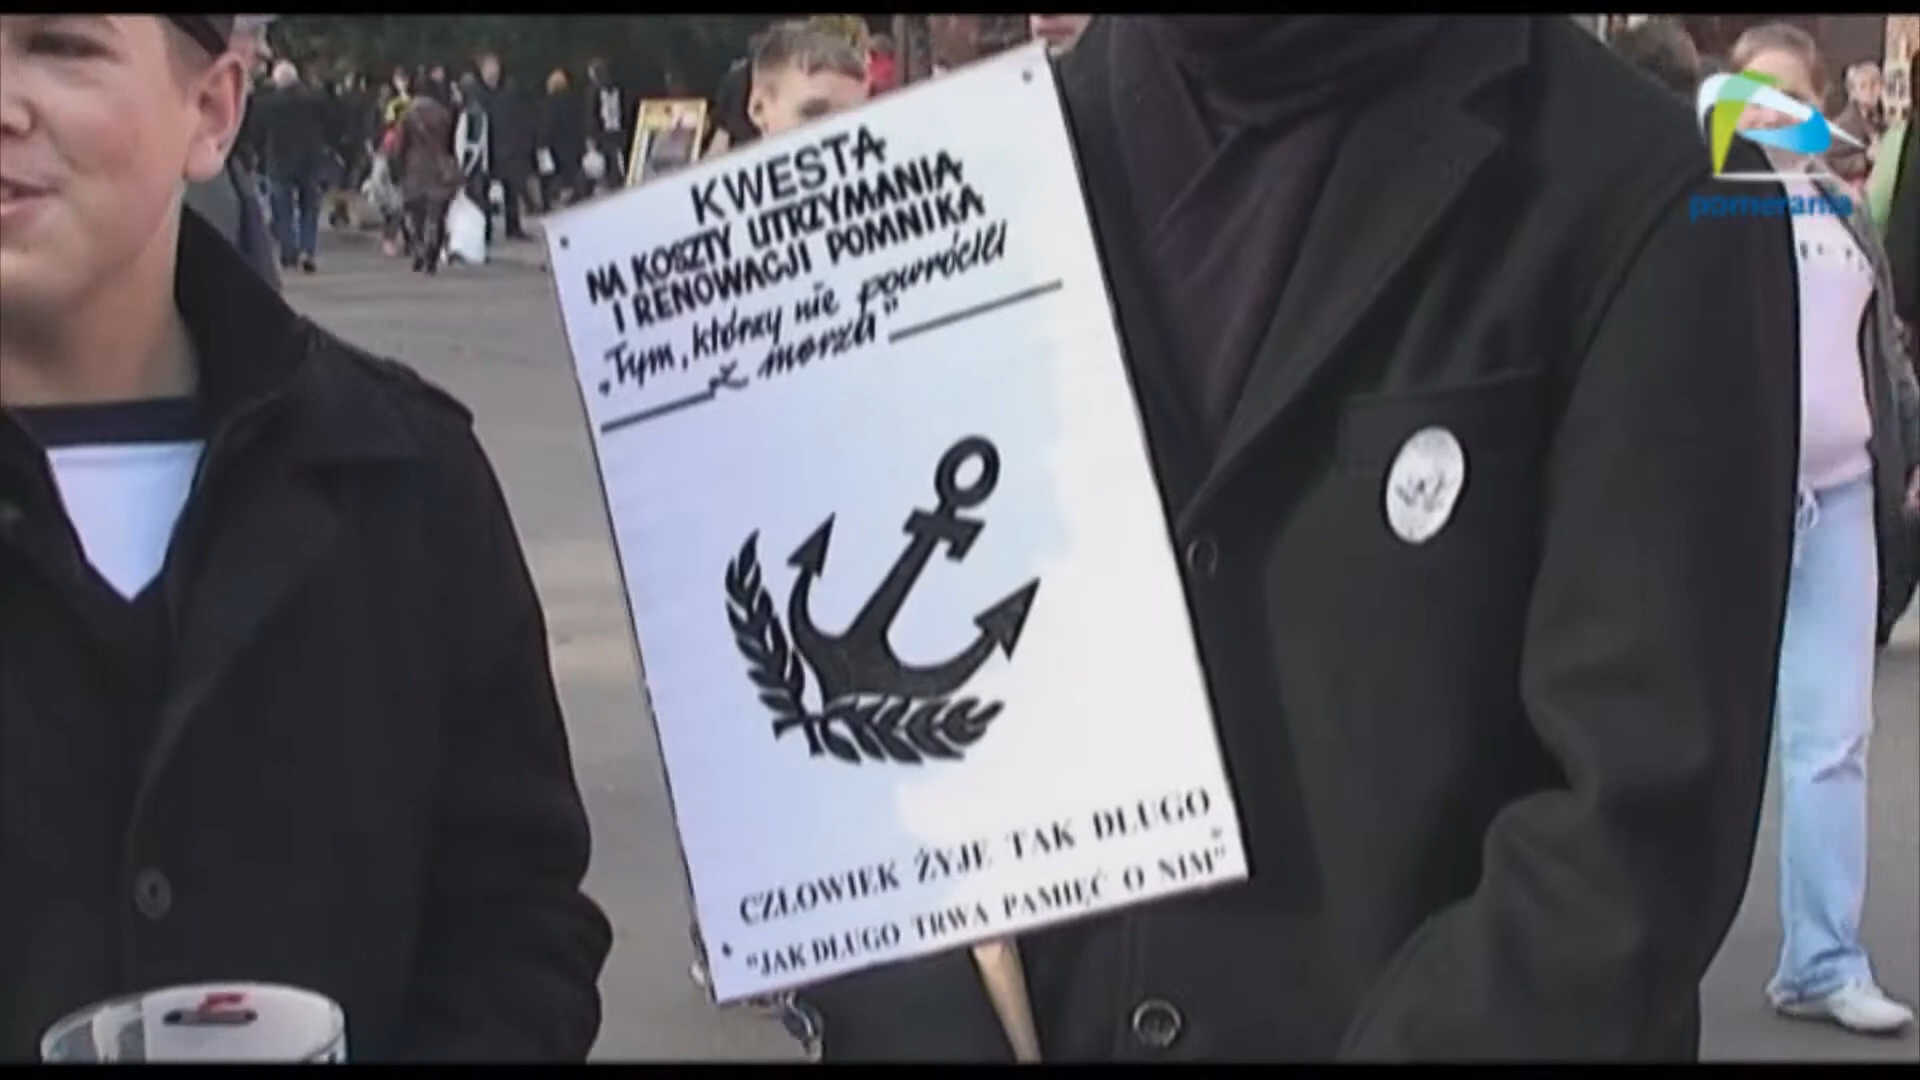 KWESTA
NA KOSZTY UTRZYMANIA
I RENOWACJI POMNIKA
„Tym, którzy nie powrócili
z morza"
CZŁOWIEK ŻYJE TAK DŁUGO
"JAK DŁUGO TRWA PAMIĘĆ O NIM"
pomerania